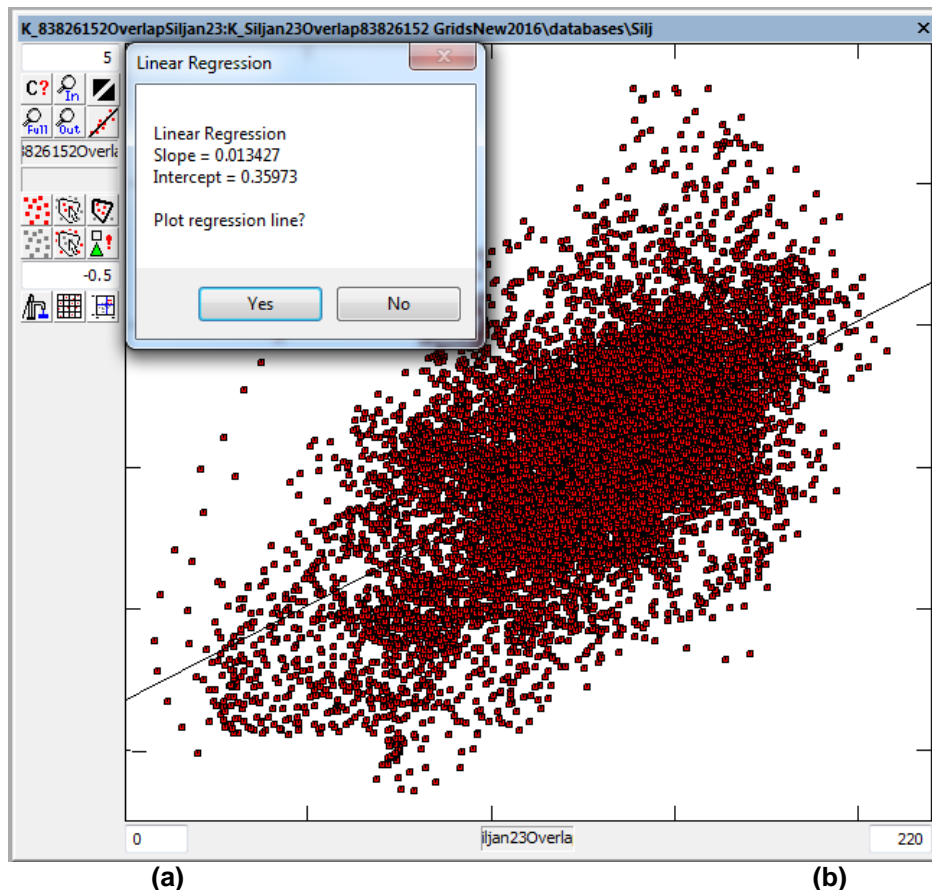 K_83826152OverlapSiljan23:K_Siljan23Overlap83826152 GridsNew2016\databases\Silj
5
C?
In
Full
Out
3826152Overla
-0.5
Linear Regression
Linear Regression
Slope = 0.013427
Intercept = 0.35973
Plot regression line?
Yes
No
0
iljan23Overla
220
(a)
(b)